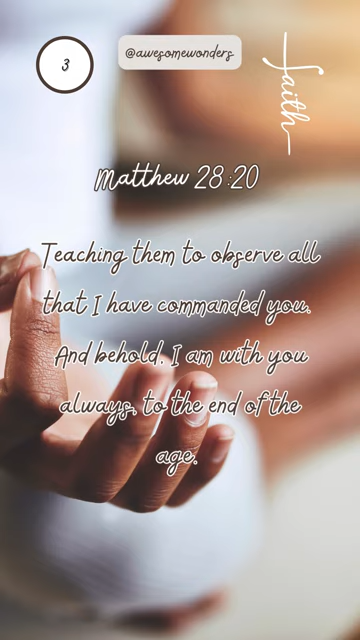 3
@awesomewonders
faith
Matthew 28:20
Teaching them to observe all
that I have commanded you.
And behold, I am with you
always, to the end of the
age.